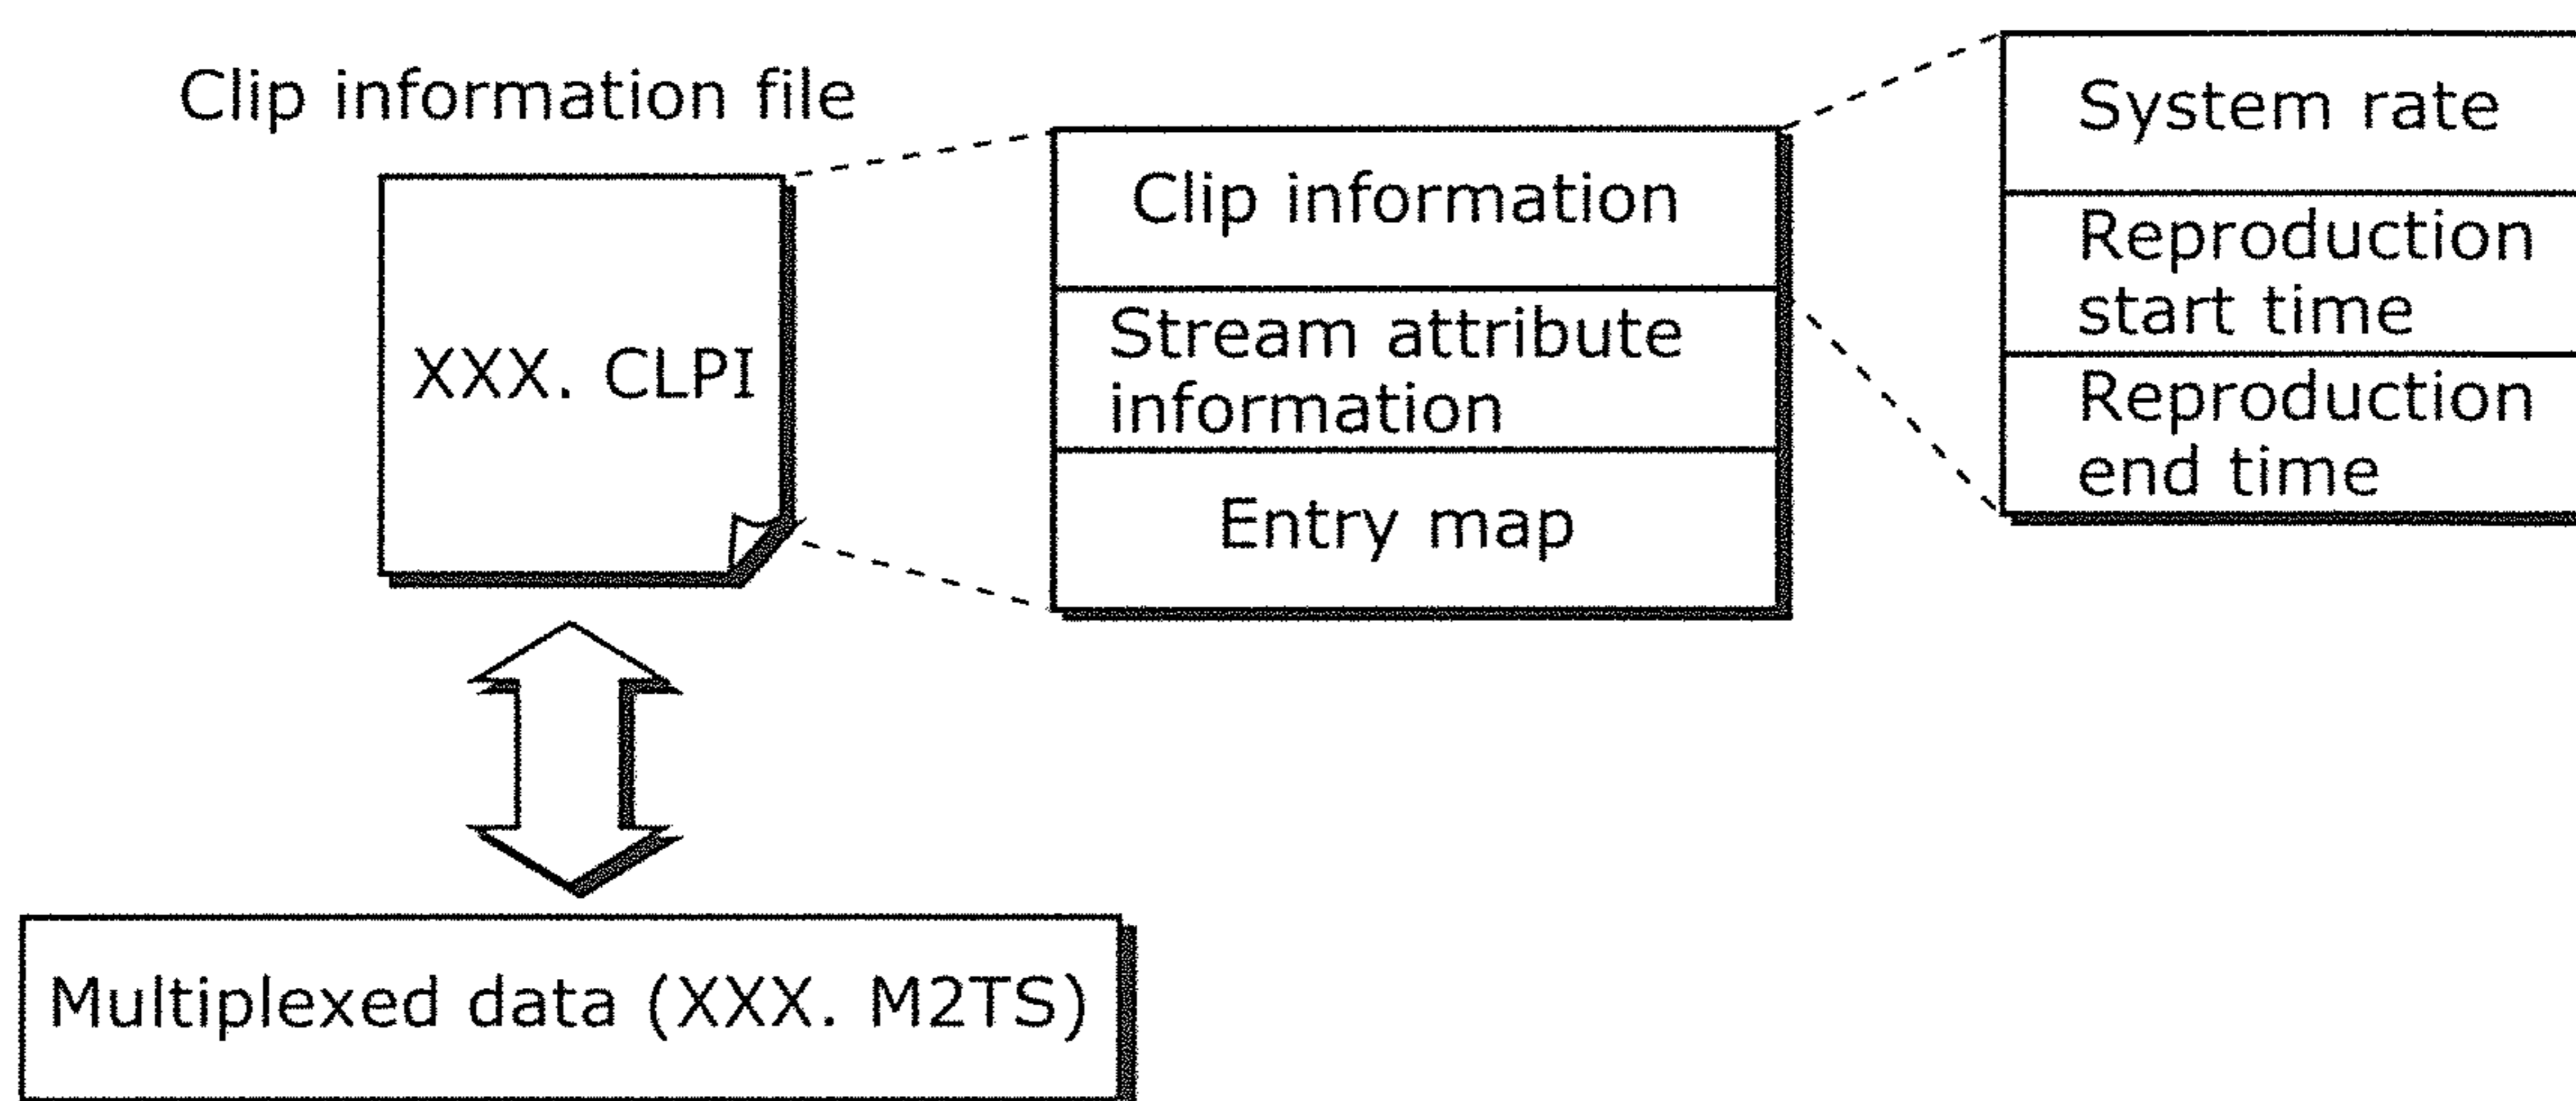 Clip information file
XXX. CLPI
Clip information
Stream attribute
information
Entry map
System rate
Reproduction
start time
Reproduction
end time
Multiplexed data (XXX. M2TS)